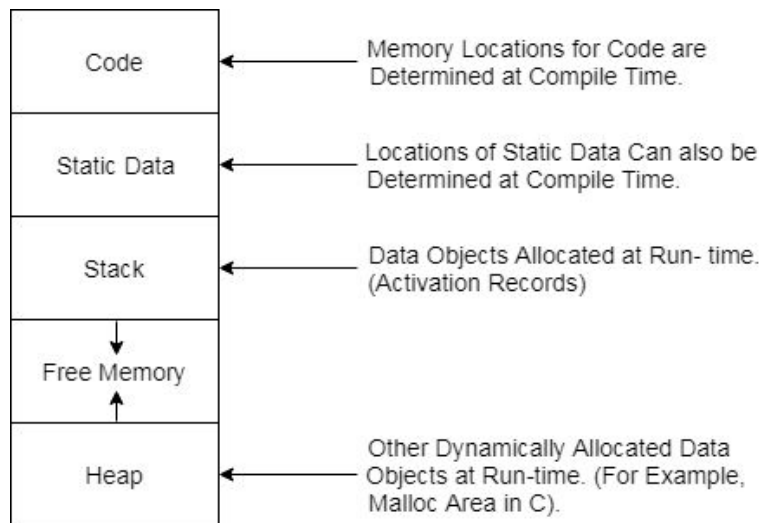 Code
Memory Locations for Code are
Determined at Compile Time.
Static Data
Locations of Static Data Can also be
Determined at Compile Time.
Stack
Data Objects Allocated at Run- time.
(Activation Records)
Free Memory
Heap
Other Dynamically Allocated Data
Objects at Run-time. (For Example,
Malloc Area in C).